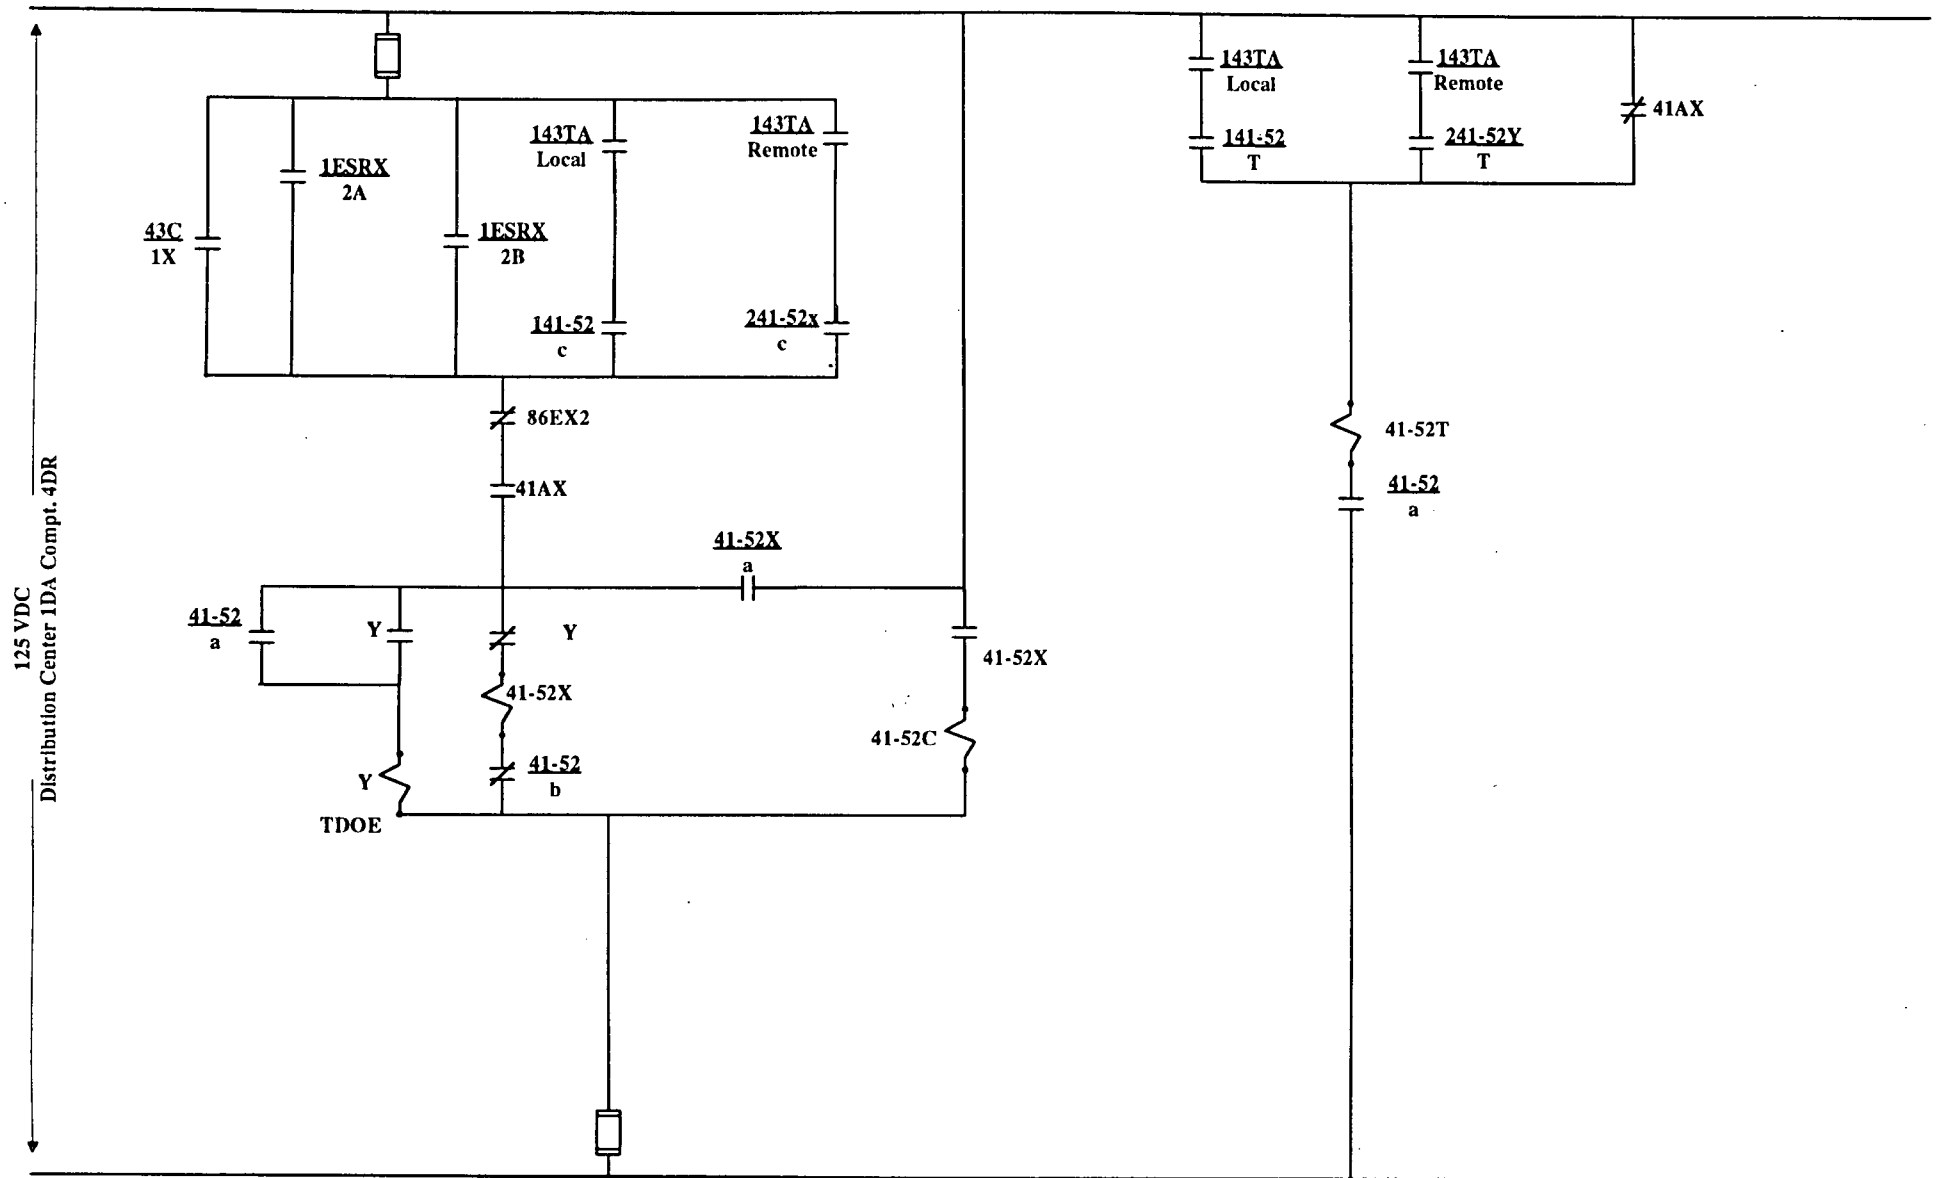 143TA
Local
143TA
Remote
41AX
141-52
T
241-52Y
T
143TA
Local
143TA
Remote
1ESRX
2A
43C
1X
1ESRX
2B
141-52
c
241-52x
c
86EX2
41AX
41-52T
41-52
a
41-52X
a
41-52
a
Y
Y
41-52X
41-52X
41-52C
Y
41-52
b
TDOE
125 VDC
Distribution Center 1DA Compt. 4DR